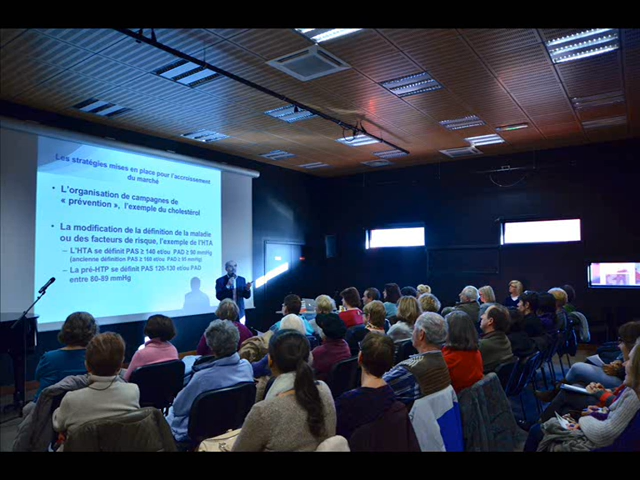 Les stratégies mises en place pour l'accroissement
du marché
• L'organisation de campagnes de
« prévention », l'exemple du cholestérol
• La modification de la définition de la maladie
ou des facteurs de risque, l'exemple de l'HTA
– L'HTA se définit PAS ≥ 140 et/ou PAD ≥ 90 mmHg
(ancienne définition PAS ≥ 160 et/ou PAD ≥ 95 mmHg)
– La pré-HTP se définit PAS 120-130 et/ou PAD
entre 80-89 mmHg